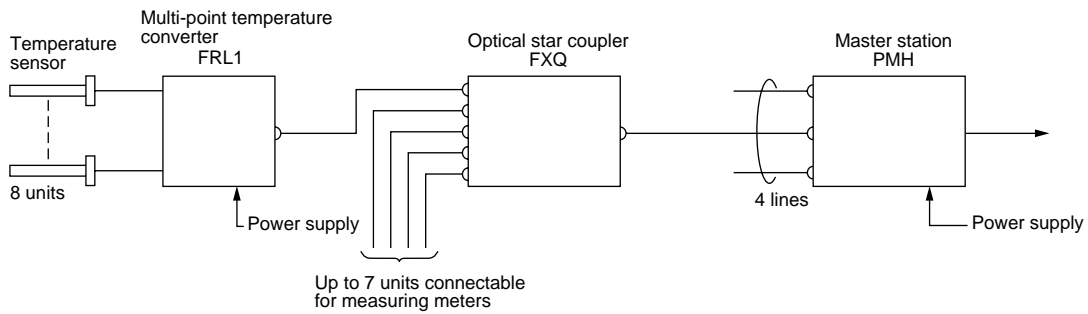 Temperature
sensor
8 units
Multi-point temperature
converter
FRL1
Power supply
Optical star coupler
FXQ
Up to 7 units connectable
for measuring meters
Master station
PMH
4 lines
Power supply